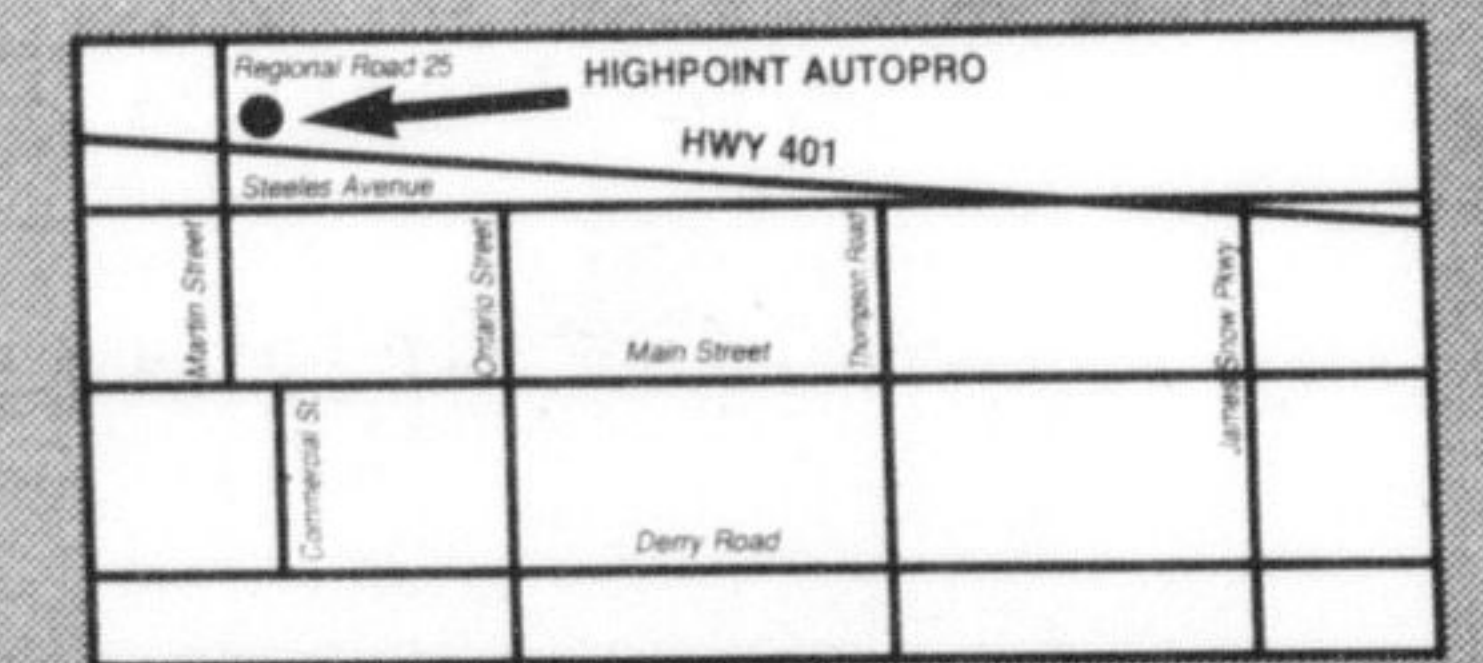 Regional Road 25
HIGHPOINT AUTOPRO
HWY 401
Steeles Avenue
Martin Street
Ontario Street
Thompson Road
James Snow Pkwy
Main Street
Commercial St
Derry Road